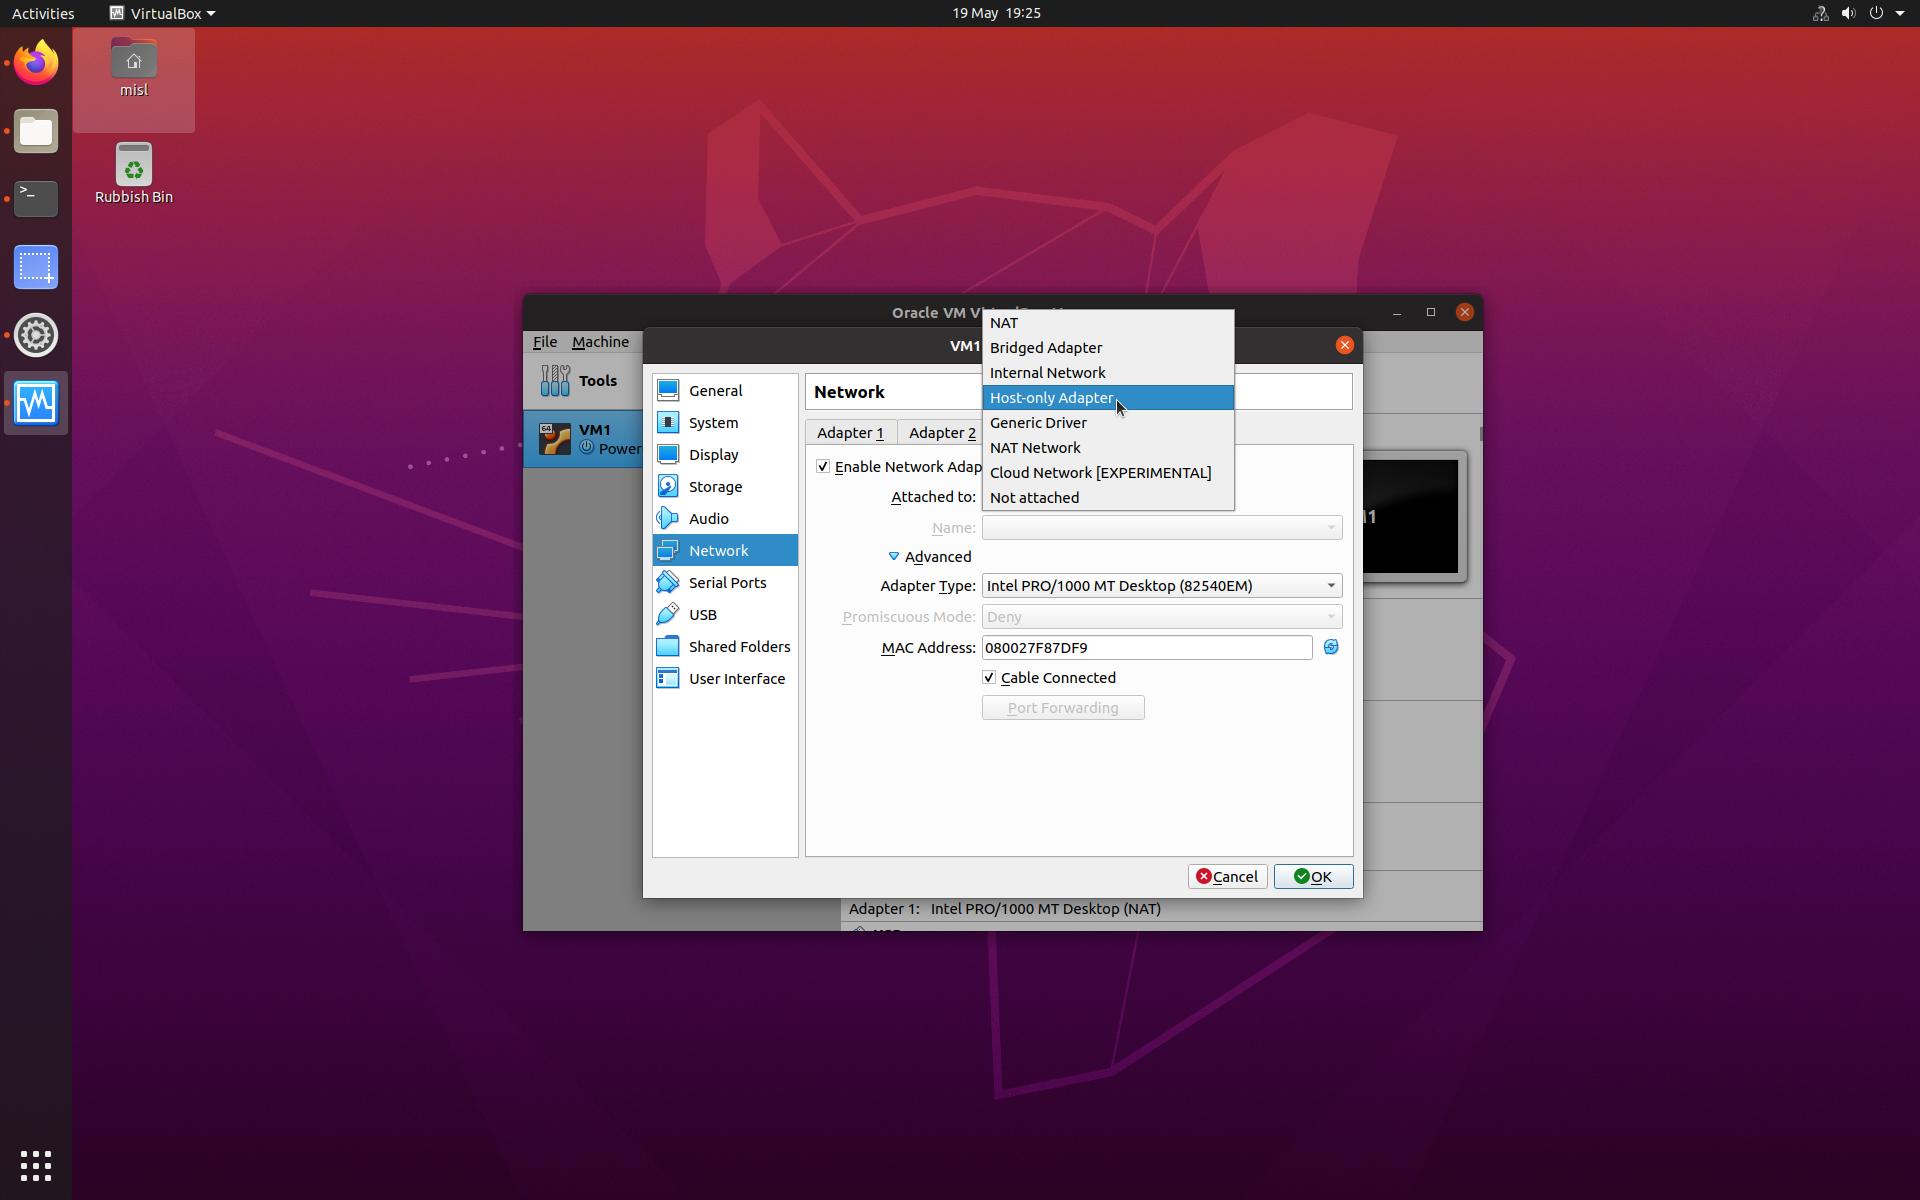 Activities VirtualBox 19 May 19:25
misl
Rubbish Bin
Oracle VM
File Machine
Tools
VM1
Power
VM1
General
System
Display
Storage
Audio
Network
Serial Ports
USB
Shared Folders
User Interface
Network
Adapter 1 Adapter 2
Enable Network Adap
Attached to:
NAT
Bridged Adapter
Internal Network
Host-only Adapter
Generic Driver
NAT Network
Cloud Network [EXPERIMENTAL]
Not attached
Name:
Advanced
Adapter Type: Intel PRO/1000 MT Desktop (82540EM)
Promiscuous Mode: Deny
MAC Address: 080027F87DF9
Cable Connected
Port Forwarding
Cancel OK
Adapter 1: Intel PRO/1000 MT Desktop (NAT)